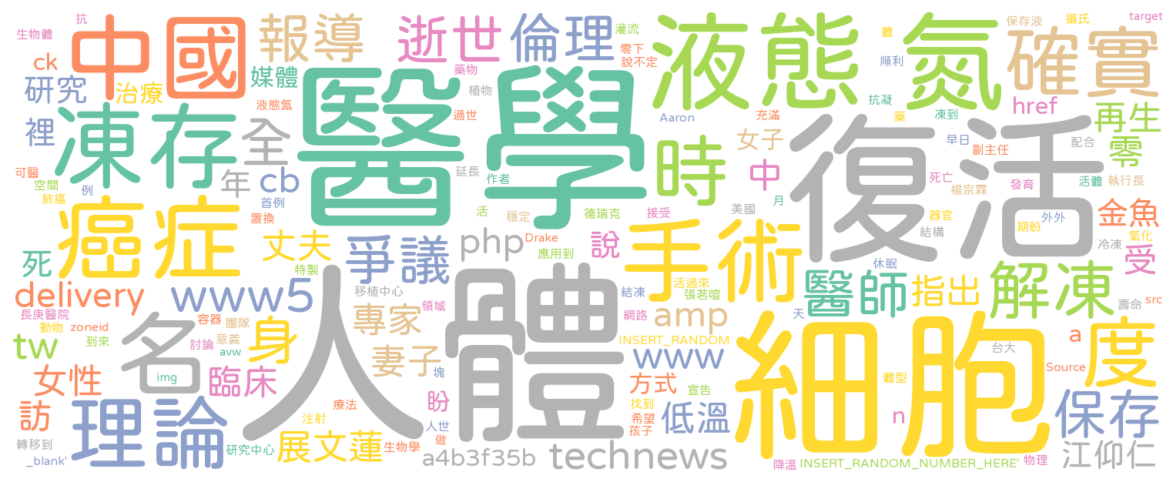 抗
生物體
ck
中國
報導
逝世
倫理
灌流
零下
說不定
液態氮
體
攝氏
保存液
target
順利
確實
研究
治療
媒體
藥物
植物
液態氮
過世
Aaron
充滿
抗凝
藥
凍到
href
再生
裡
凍存
全
醫學
時
女子
中
復活
早日
副主任
配合
零
可醫
空間
例
肺癌
年
cb
首例
置換
延長
作者
活
穩定
德瑞克
接受
美國
月
死亡
楊宗霖
發育
活體
執行長
器官
結構
外外
期盼
氧化
冷凍
金魚
受
癌症
丈夫
特製
爭議
php
Drake
應用到
說
手術
活過來
張茗喧
休眠
天
醫師
指出
解凍
壽命
src
死
delivery
www5
移植中心
領域
結凍
網路
amp
長庚醫院
動物
zoneid
到來
容器
團隊
意義
討論
avw
專家
INSERT_RANDOM
tw
名
身
妻子
塊
www
台大
體型
Source
a
度
女性
img
臨床
人體
方式
宣告
細胞
訪
理論
療法
注射
盼
人世
做
找到
希望
孩子
低溫
n
保存
轉移到
_blank'
研究中心
展文蓮
生物學
a4b3f35b
technews
降溫
INSERT_RANDOM_NUMBER_HERE'
物理
江仰仁